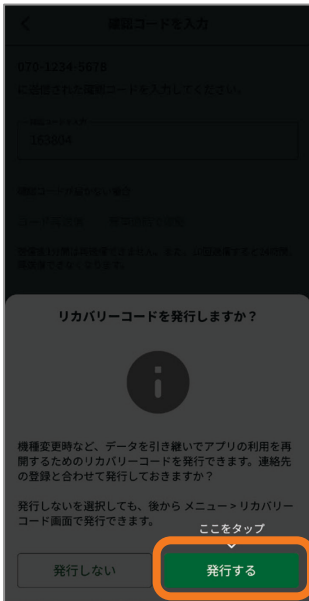 確認コードを入力
070-1234-5678
に送信された確認コードを入力してください。
163804
リカバリーコードを発行しますか？
機種変更時など、データを引き継いでアプリの利用を再
開するためのリカバリーコードを発行できます。連絡先
の登録と合わせて発行しておきますか？
発行しないを選択しても、後から メニュー > リカバリー
コード画面で発行できます。
ここをタップ
発行しない
発行する